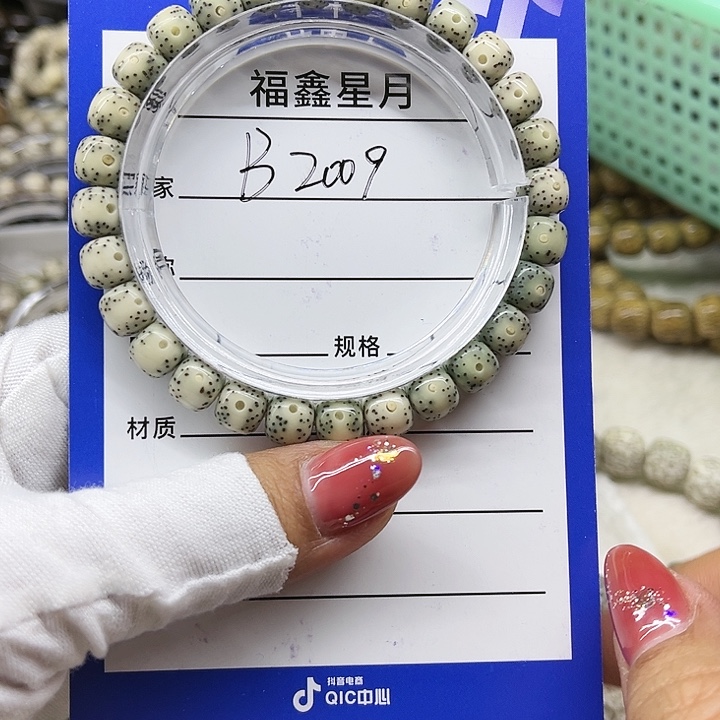 福鑫星月
家 B2009
款
规格
材质
抖音电商
QIC中心